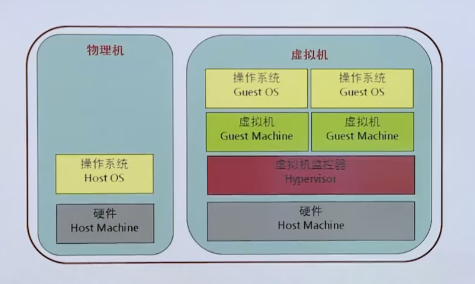 物理机
操作系统
Host OS
硬件
Host Machine
虚拟机
操作系统
Guest OS
操作系统
Guest OS
虚拟机
Guest Machine
虚拟机
Guest Machine
虚拟机监控器
Hypervisor
硬件
Host Machine